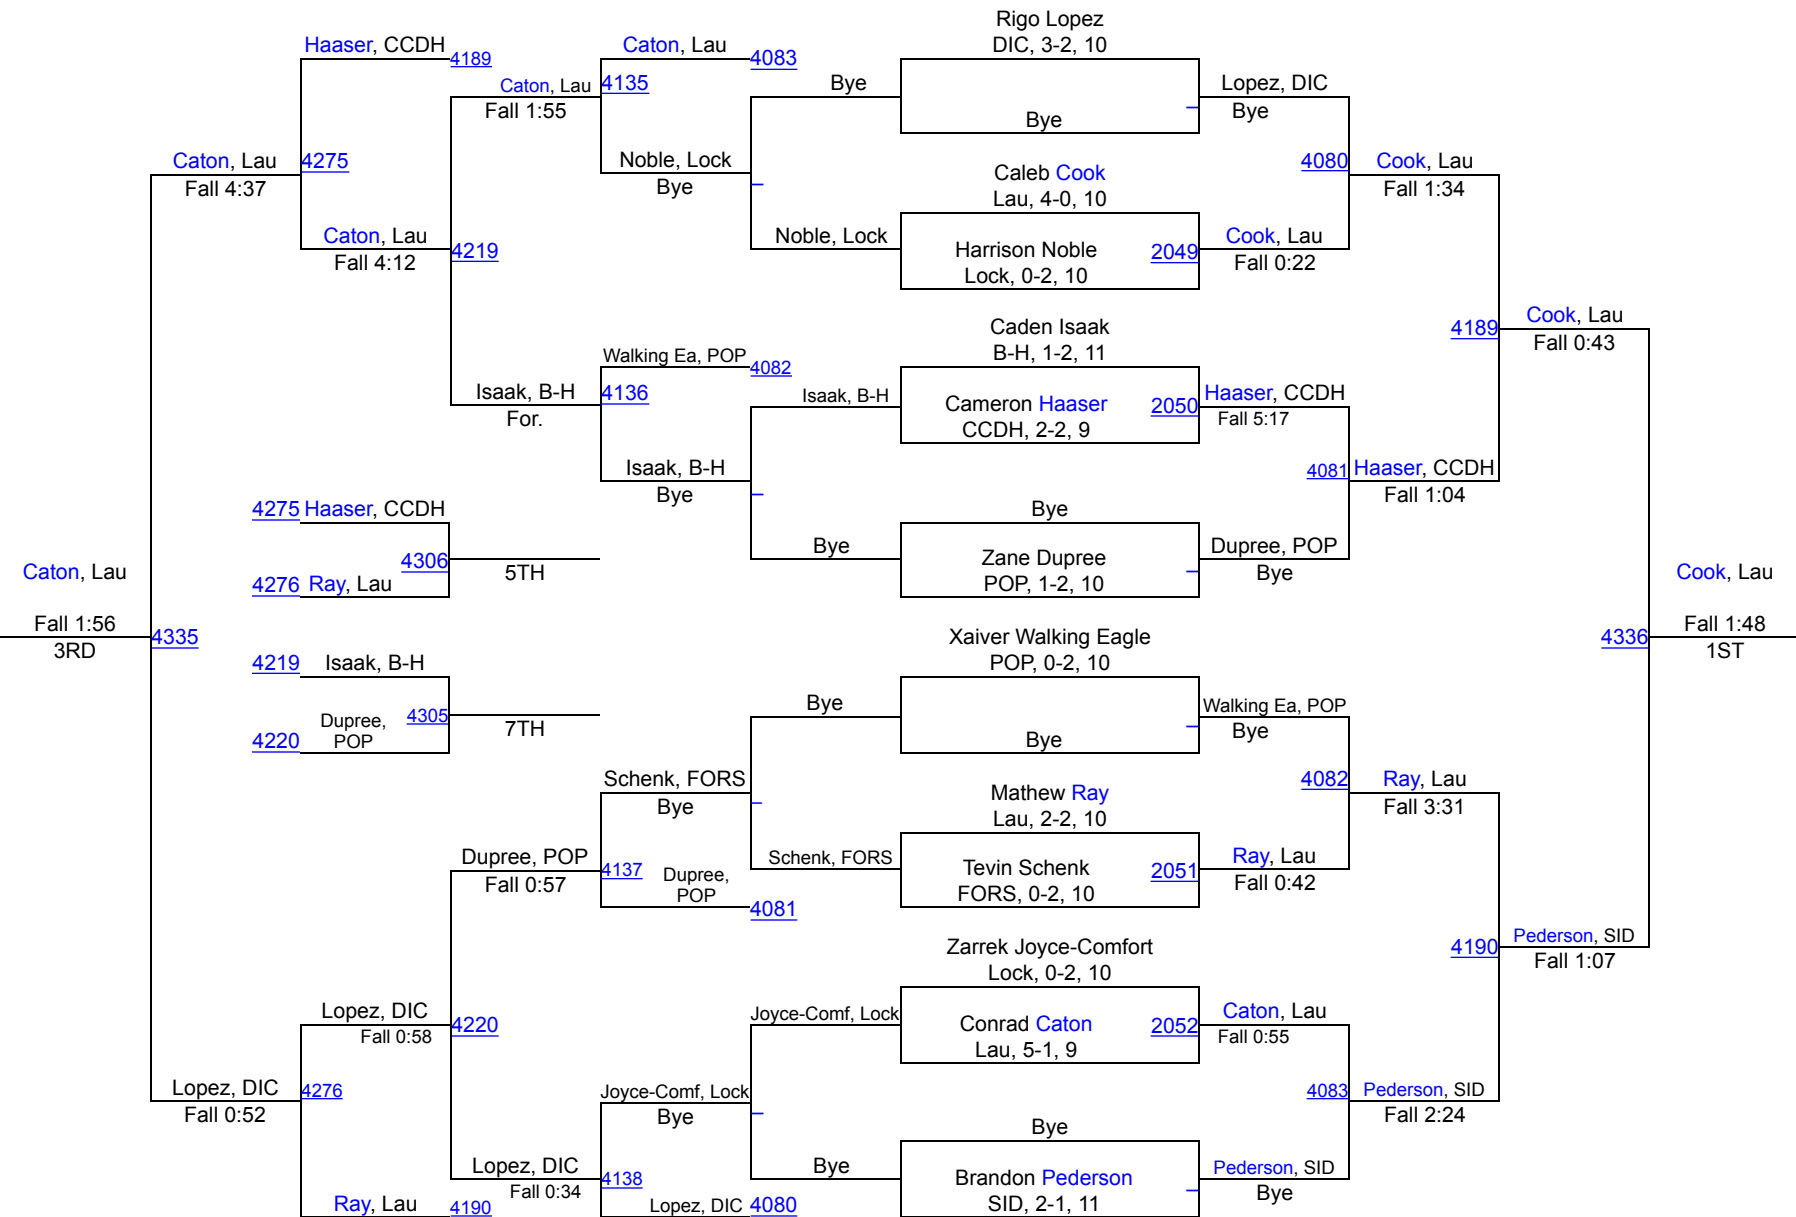 Rigo Lopez
DIC, 3-2, 10
Haaser, CCDH
4189
Caton, Lau
4083
Caton, Lau
4135
Fall 1:55
Bye
Lopez, DIC
Bye
Bye
Caton, Lau
4275
Fall 4:37
Noble, Lock
Bye
Caleb Cook
Lau, 4-0, 10
4080
Cook, Lau
Fall 1:34
Caton, Lau
4219
Fall 4:12
Noble, Lock
Harrison Noble
Lock, 0-2, 10
2049
Cook, Lau
Fall 0:22
Caden Isaak
B-H, 1-2, 11
4189
Cook, Lau
Fall 0:43
Walking Ea, POP
4082
Isaak, B-H
4136
For.
Isaak, B-H
Cameron Haaser
CCDH, 2-2, 9
2050
Haaser, CCDH
Fall 5:17
Isaak, B-H
Bye
4081
Haaser, CCDH
Fall 1:04
4275 Haaser, CCDH
Bye
4306
5TH
Bye
Zane Dupree
POP, 1-2, 10
Dupree, POP
Bye
4276 Ray, Lau
Caton, Lau
Fall 1:56
4335
3RD
Cook, Lau
4336
Fall 1:48
1ST
4219 Isaak, B-H
Xaiver Walking Eagle
POP, 0-2, 10
Dupree,
POP
4305
7TH
4220
Bye
Bye
Walking Ea, POP
Bye
Schenk, FORS
Bye
Mathew Ray
Lau, 2-2, 10
4082
Ray, Lau
Fall 3:31
Dupree, POP
4137
Fall 0:57
Dupree,
POP
4081
Schenk, FORS
Tevin Schenk
FORS, 0-2, 10
2051
Ray, Lau
Fall 0:42
Zarrek Joyce-Comfort
Lock, 0-2, 10
4190
Pederson, SID
Fall 1:07
Lopez, DIC
4220
Fall 0:58
Joyce-Comf, Lock
Conrad Caton
Lau, 5-1, 9
2052
Caton, Lau
Fall 0:55
Lopez, DIC
4276
Fall 0:52
Joyce-Comf, Lock
Bye
4083
Pederson, SID
Fall 2:24
Bye
Lopez, DIC
4138
Fall 0:34
Bye
Brandon Pederson
SID, 2-1, 11
Pederson, SID
Bye
Ray, Lau
4190
Lopez, DIC
4080